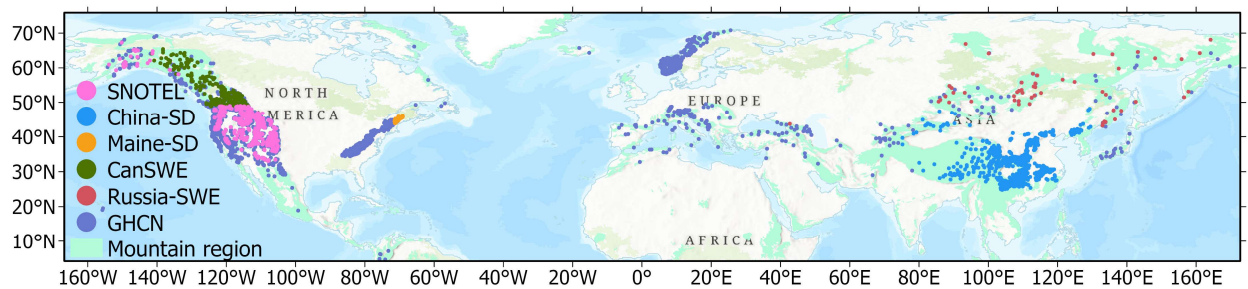 70°N
60°N
50°N
40°N
30°N
20°N
10°N
SNOTEL
China-SD
Maine-SD
CanSWE
Russia-SWE
GHCN
Mountain region
NORTH
MERICA
EUROPE
ASIA
AFRICA
160°W 140°W 120°W 100°W 80°W 60°W 40°W 20°W 0° 20°E 40°E 60°E 80°E 100°E 120°E 140°E 160°E